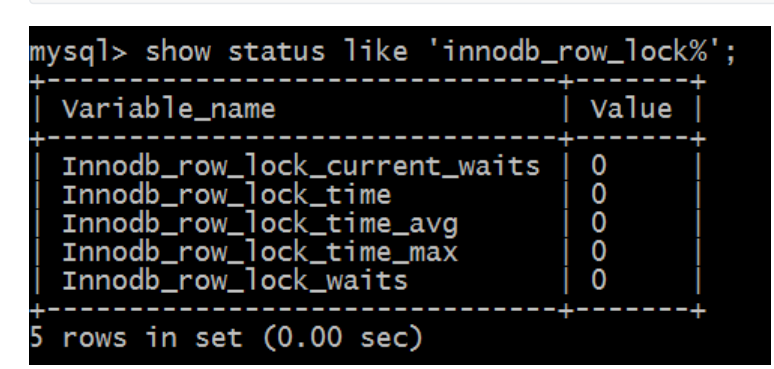 mysql> show status like 'innodb_row_lock%';
+-------------------------------+-------+
| Variable_name                 | Value |
+-------------------------------+-------+
| Innodb_row_lock_current_waits | 0     |
| Innodb_row_lock_time          | 0     |
| Innodb_row_lock_time_avg      | 0     |
| Innodb_row_lock_time_max      | 0     |
| Innodb_row_lock_waits         | 0     |
+-------------------------------+-------+
5 rows in set (0.00 sec)